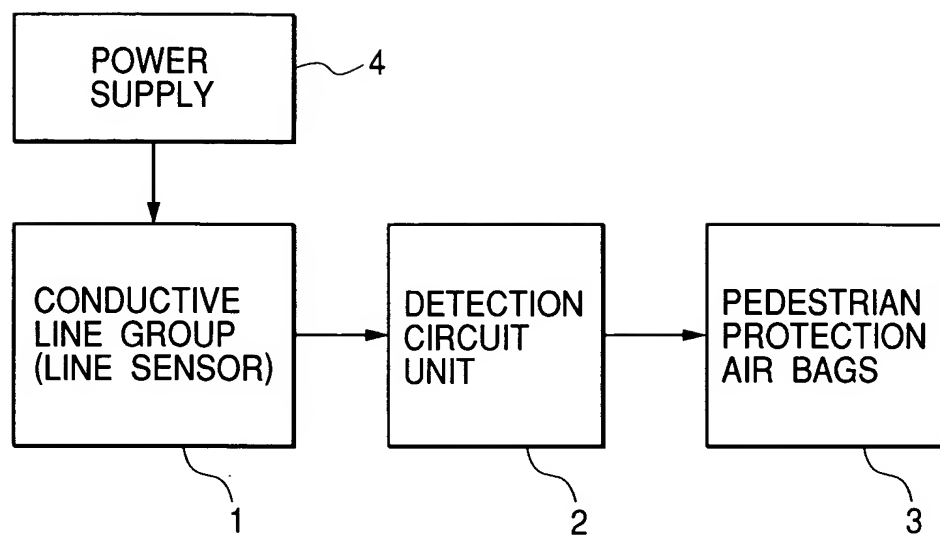 POWER
SUPPLY
4
CONDUCTIVE
LINE GROUP
(LINE SENSOR)
DETECTION
CIRCUIT
UNIT
PEDESTRIAN
PROTECTION
AIR BAGS
1
2
3